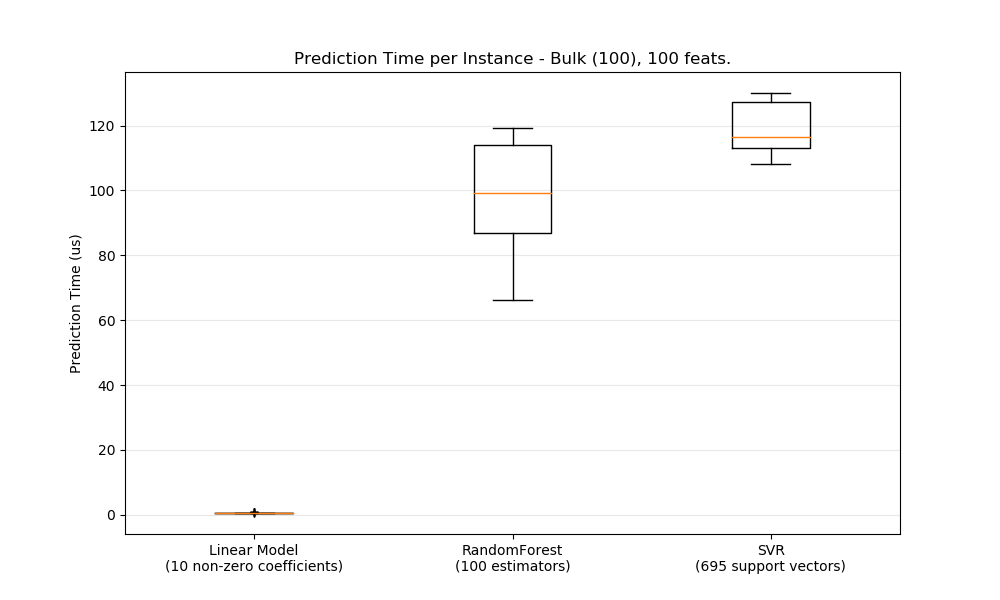 Prediction Time per Instance - Bulk (100), 100 feats.
Prediction Time (us)
120
100
80
60
40
20
0
Linear Model
(10 non-zero coefficients)
RandomForest
(100 estimators)
SVR
(695 support vectors)